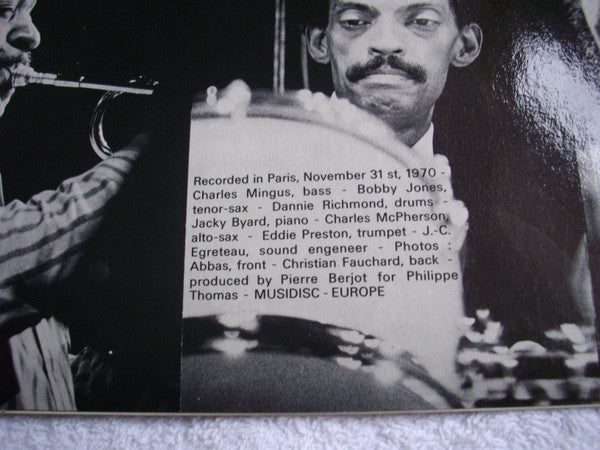 Recorded in Paris, November 31 st, 1970 -
Charles Mingus, bass - Bobby Jones,
tenor-sax - Dannie Richmond, drums -
Jacky Byard, piano - Charles McPherson,
alto-sax - Eddie Preston, trumpet - J.-C.
Egreteau, sound engeneer - Photos :
Abbas, front - Christian Fauchard, back -
produced by Pierre Berjot for Philippe
Thomas - MUSIDISC - EUROPE